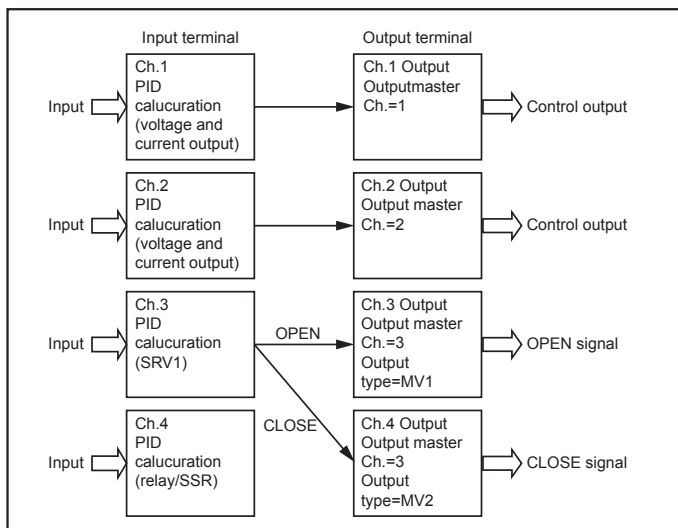 Input terminal
Output terminal
Input
Ch.1
PID
calucuration
(voltage and
current output)
Ch.1 Output
Outputmaster
Ch.=1
Control output
Input
Ch.2
PID
calucuration
(voltage and
current output)
Ch.2 Output
Output master
Ch.=2
Control output
Input
Ch.3
PID
calucuration
(SRV1)
OPEN
Ch.3 Output
Output master
Ch.=3
Output
type=MV1
OPEN signal
Input
Ch.4
PID
calucuration
(relay/SSR)
CLOSE
Ch.4 Output
Output master
Ch.=3
Output
type=MV2
CLOSE signal